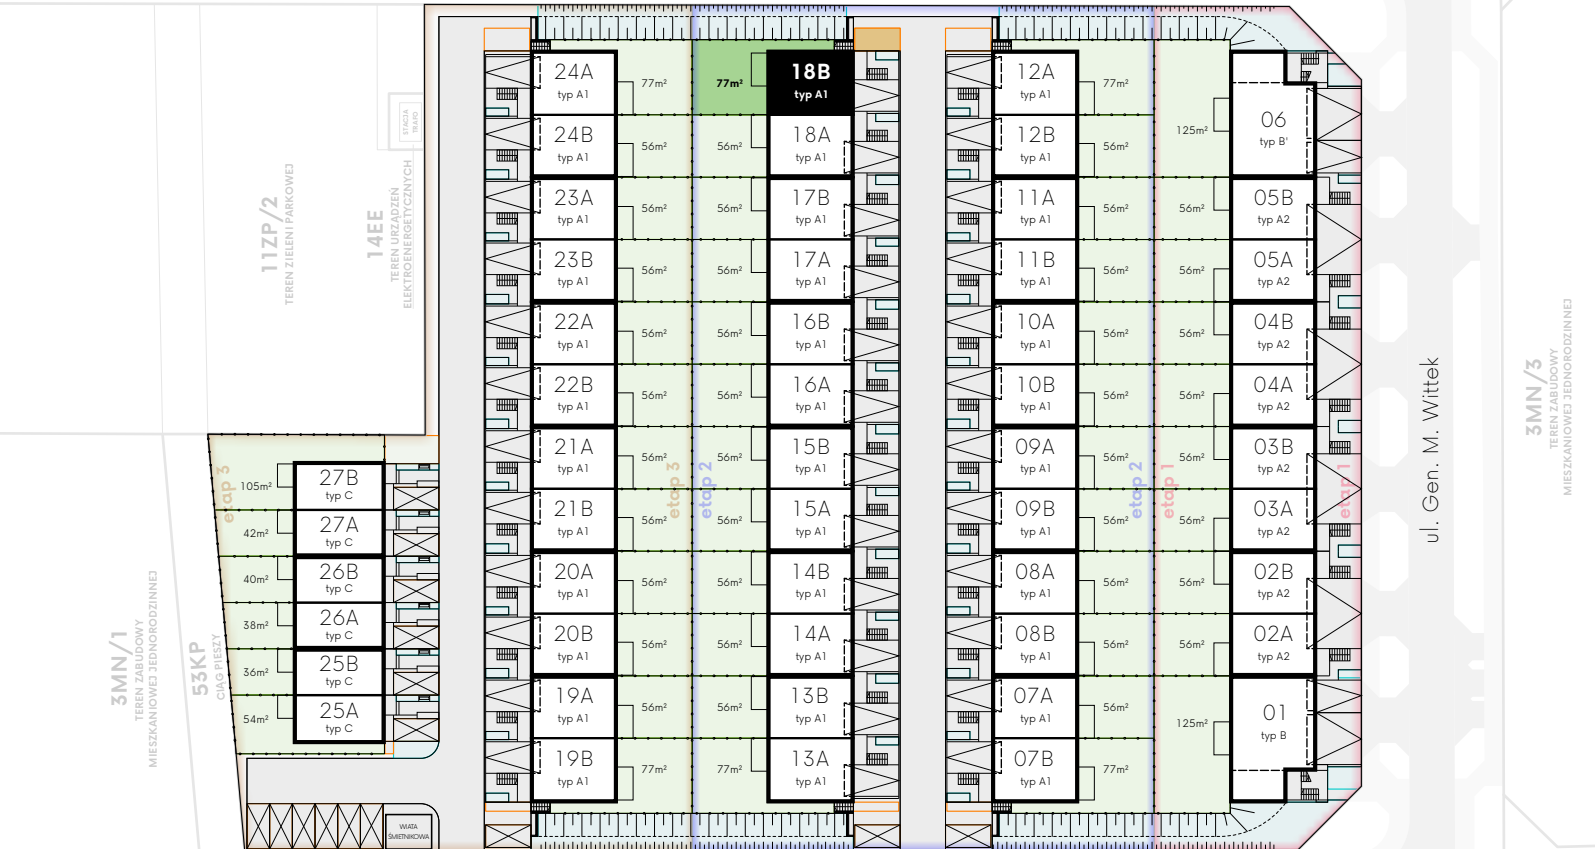 24A
typ A1
77m²
24B
typ A1
56m²
23A
typ A1
56m²
23B
typ A1
56m²
22A
typ A1
56m²
22B
typ A1
56m²
21A
typ A1
56m²
21B
typ A1
56m²
20A
typ A1
56m²
20B
typ A1
56m²
19A
typ A1
56m²
19B
typ A1
77m²
77m²
18B
typ A1
56m²
18A
typ A1
56m²
17B
typ A1
56m²
17A
typ A1
56m²
16B
typ A1
56m²
16A
typ A1
56m²
15B
typ A1
56m²
15A
typ A1
56m²
14B
typ A1
56m²
14A
typ A1
56m²
13B
typ A1
77m²
13A
typ A1
12A
typ A1
77m²
12B
typ A1
56m²
11A
typ A1
56m²
11B
typ A1
56m²
10A
typ A1
56m²
10B
typ A1
56m²
09A
typ A1
56m²
09B
typ A1
56m²
08A
typ A1
56m²
08B
typ A1
56m²
07A
typ A1
56m²
07B
typ A1
77m²
125m²
06
typ B'
56m²
05B
typ A2
56m²
05A
typ A2
56m²
04B
typ A2
56m²
04A
typ A2
56m²
03B
typ A2
56m²
03A
typ A2
56m²
02B
typ A2
56m²
02A
typ A2
125m²
01
typ B
105m²
27B
typ C
42m²
27A
typ C
40m²
26B
typ C
38m²
26A
typ C
36m²
25B
typ C
54m²
25A
typ C
etap 3
etap 3
etap 2
etap 2
etap 1
etap 1
ul. Gen. M. Wittek
11ZP/2
TEREN ZIELENI PARKOWEJ
14EE
TEREN URZĄDZEŃ
ELEKTROENERGETYCZNYCH
STACJA
TRAFO
3MN/1
TEREN ZABUDOWY
MIESZKANIOWEJ JEDNORODZINNEJ
53KP
CIĄG PIESZY
3MN/3
TEREN ZABUDOWY
MIESZKANIOWEJ JEDNORODZINNEJ
WIATA
ŚMIETNIKOWA